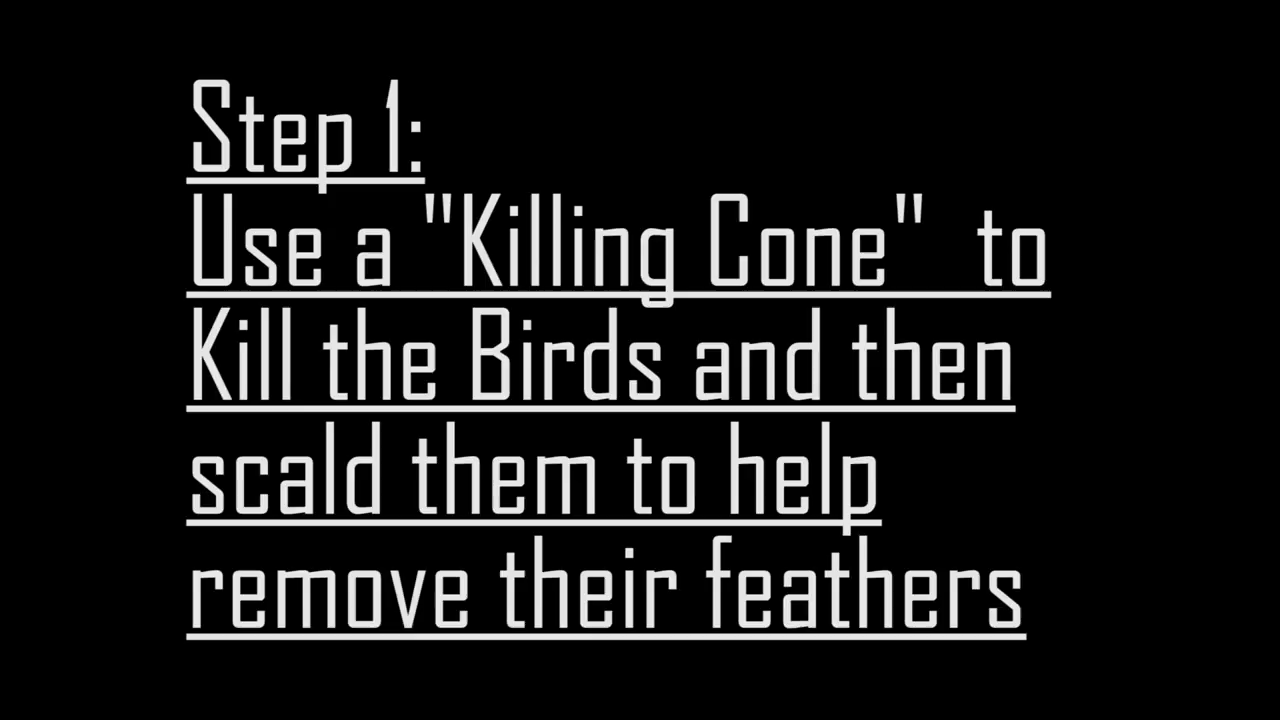 Step 1:
Use a "Killing Cone"  to
Kill the Birds and then
scald them to help
remove their feathers